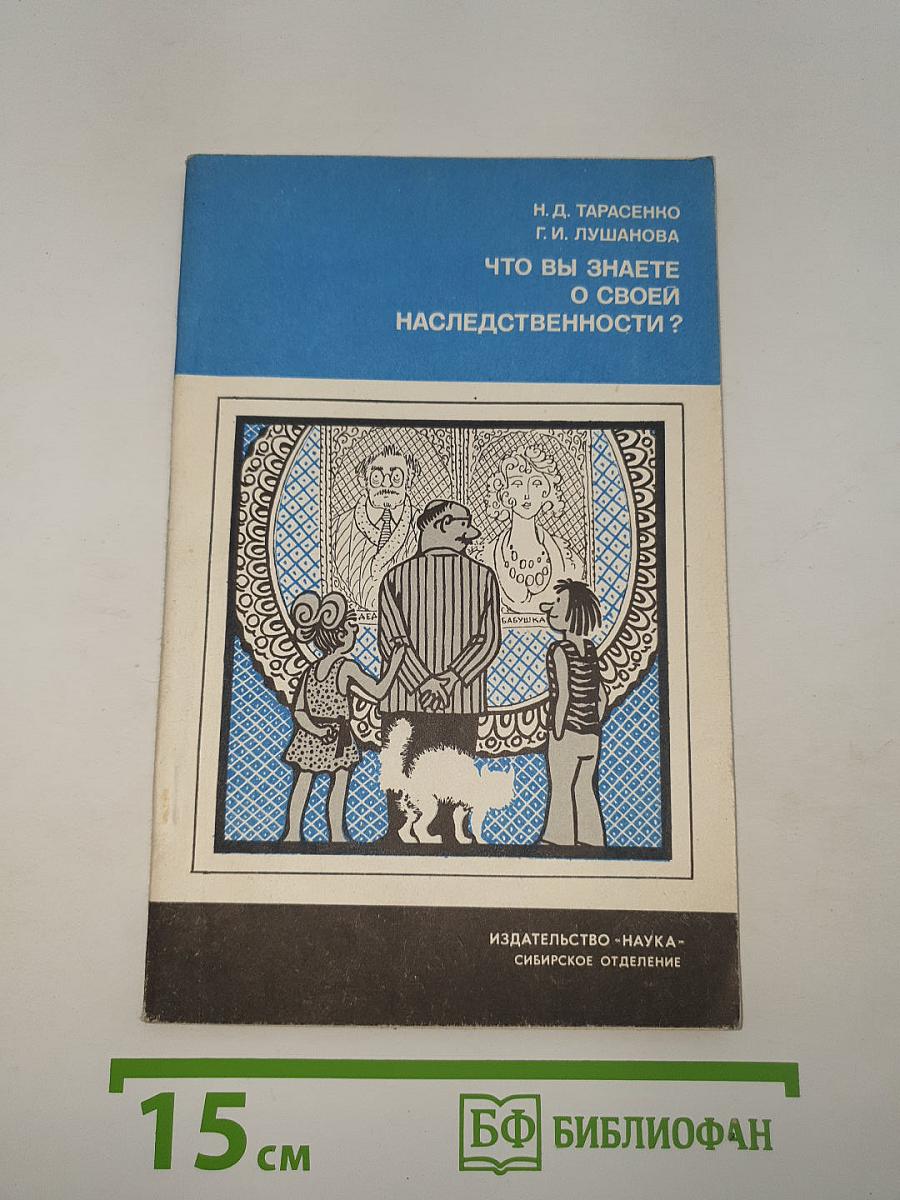 Н. Д. ТАРАСЕНКО
Г. И. ЛУШАНОВА
ЧТО ВЫ ЗНАЕТЕ
О СВОЕЙ
НАСЛЕДСТВЕННОСТИ?
БАБУШКА
ИЗДАТЕЛЬСТВО «НАУКА»
СИБИРСКОЕ ОТДЕЛЕНИЕ
15 см
БФ БИБЛИОФАН